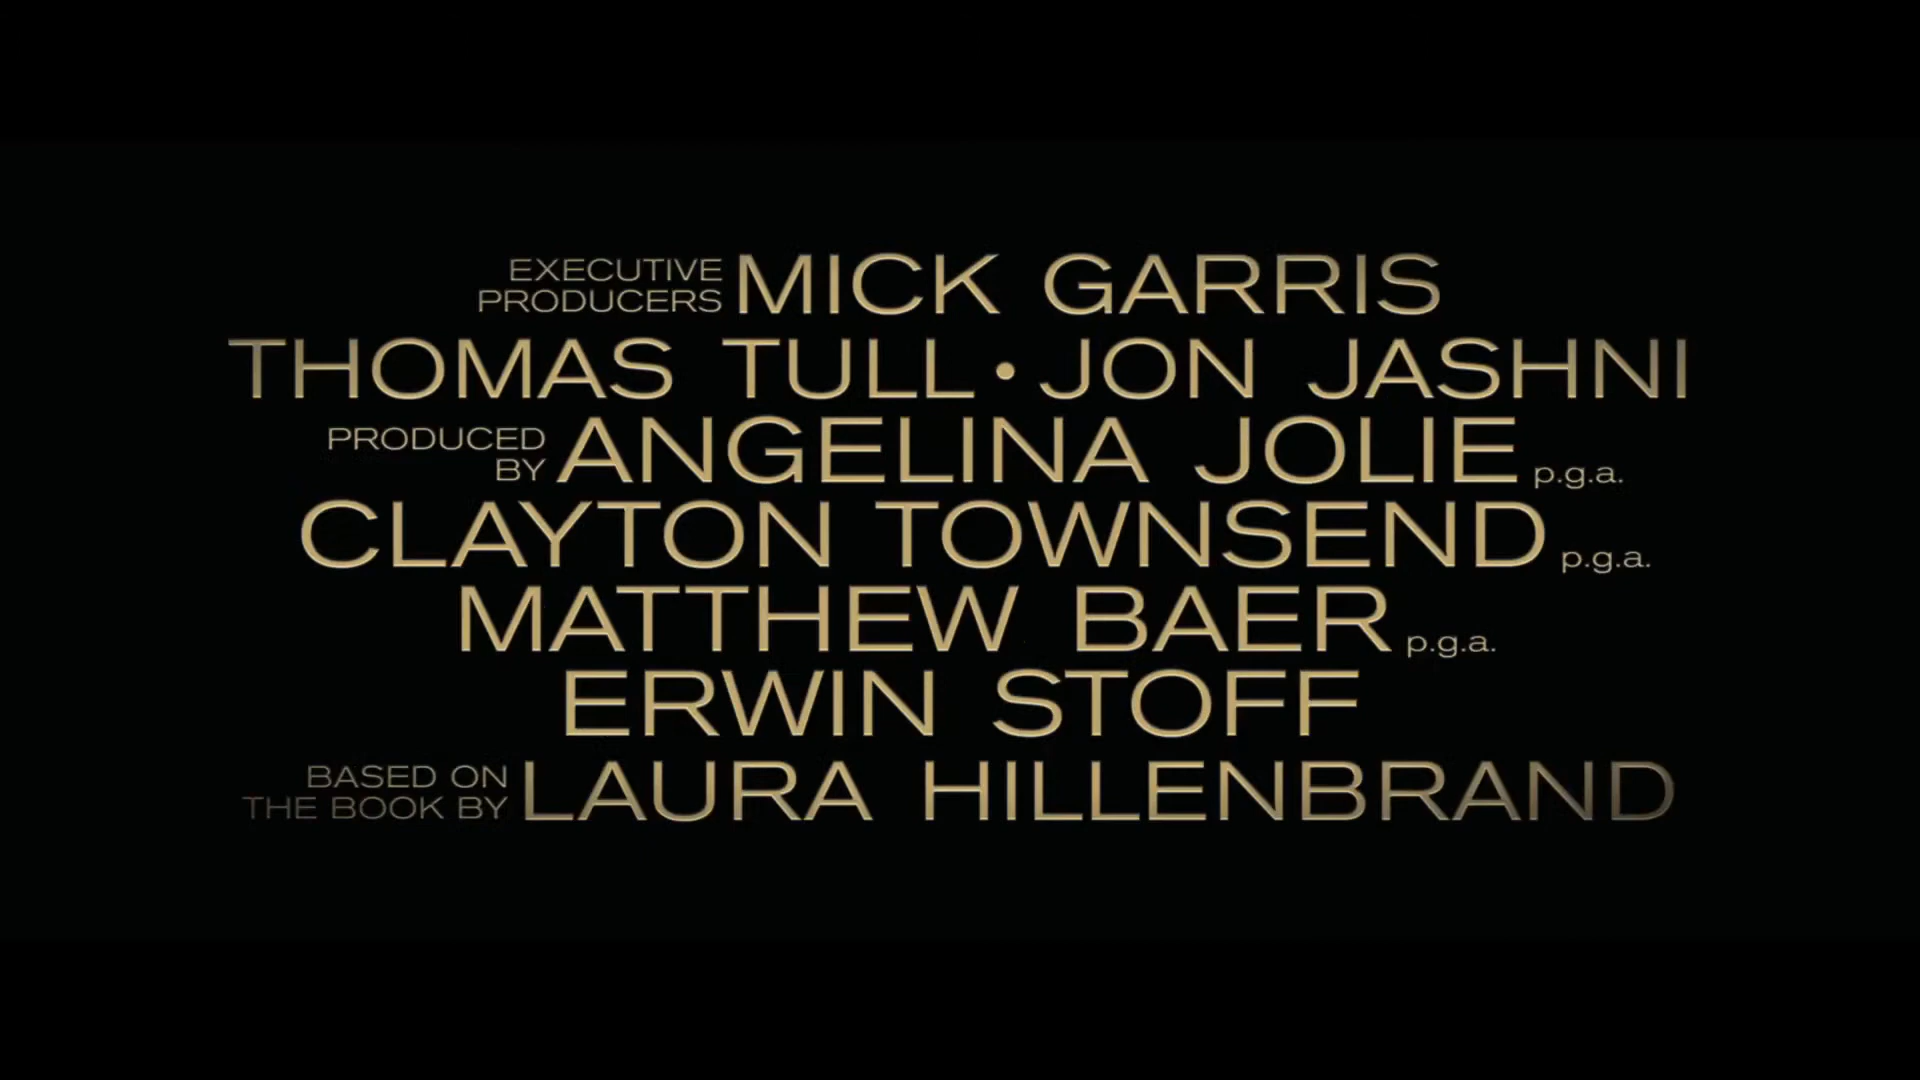 EXECUTIVE PRODUCERS MICK GARRIS
THOMAS TULL • JON JASHNI
PRODUCED BY ANGELINA JOLIE p.g.a.
CLAYTON TOWNSEND p.g.a.
MATTHEW BAER p.g.a.
ERWIN STOFF
BASED ON THE BOOK BY LAURA HILLENBRAND